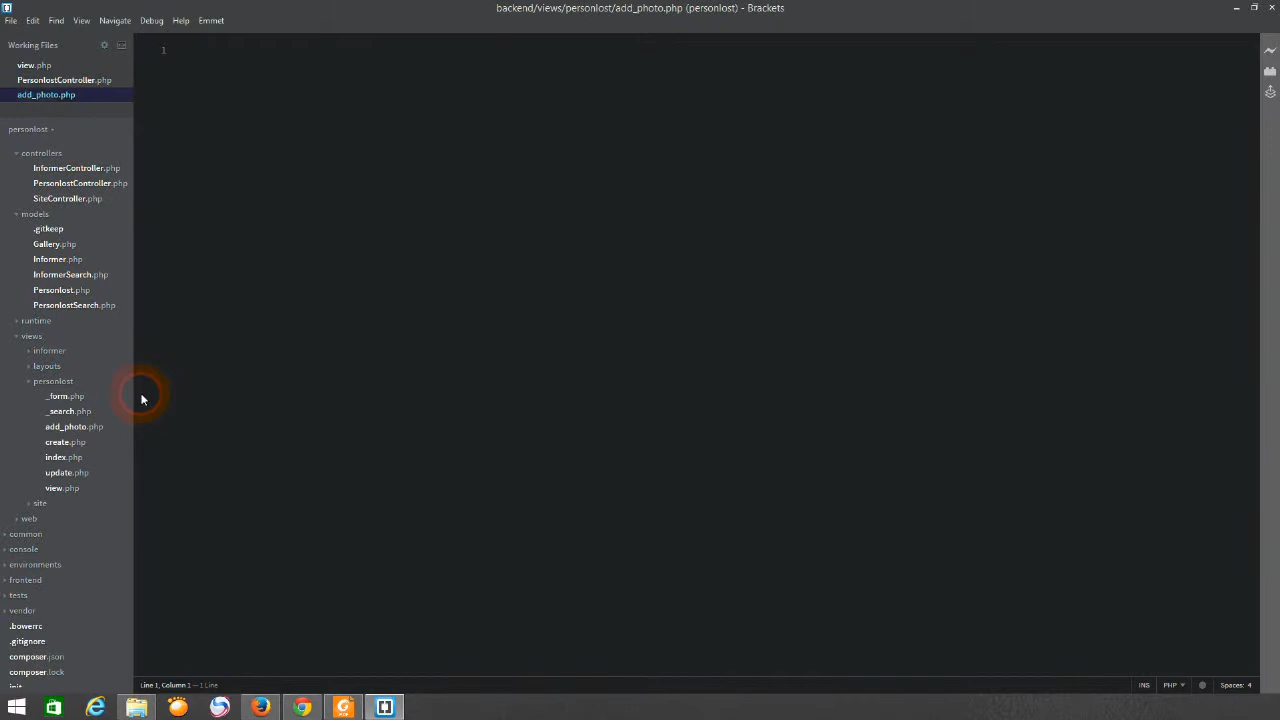 backend/views/personlost/add_photo.php (personlost) - Brackets
File Edit Find View Navigate Debug Help Emmet
Working Files
view.php
PersonlostController.php
add_photo.php
personlost
controllers
InformerController.php
PersonlostController.php
SiteController.php
models
.gitkeep
Gallery.php
Informer.php
InformerSearch.php
Personlost.php
PersonlostSearch.php
runtime
views
informer
layouts
personlost
_form.php
_search.php
add_photo.php
create.php
index.php
update.php
view.php
site
web
common
console
environments
frontend
tests
vendor
.bowerrc
.gitignore
composer.json
composer.lock
init
1
Line 1, Column 1 — 1 Line
INS PHP Spaces: 4